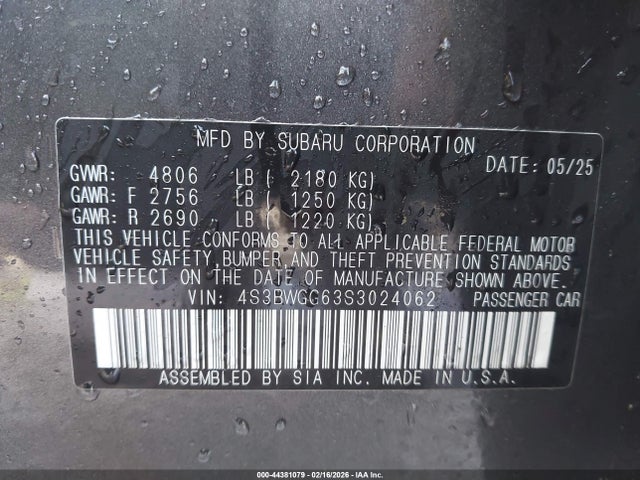 MFD BY SUBARU CORPORATION
DATE: 05/25
GVWR: 4806 LB ( 2180 KG)
GAWR: F 2756 LB ( 1250 KG)
GAWR: R 2690 LB ( 1220 KG)
THIS VEHICLE CONFORMS TO ALL APPLICABLE FEDERAL MOTOR
VEHICLE SAFETY, BUMPER, AND THEFT PREVENTION STANDARDS
IN EFFECT ON THE DATE OF MANUFACTURE SHOWN ABOVE.
VIN: 4S3BWGG63S3024062 PASSENGER CAR
ASSEMBLED BY SIA INC. MADE IN U.S.A.
000-44381079 - 02/16/2026 - IAA Inc.